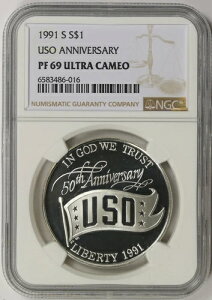 1991 S S$1
USO ANNIVERSARY
PF 69 ULTRA CAMEO
6583486-016
NUMISMATIC GUARANTY COMPANY
NGC
IN GOD WE TRUST
50th Anniversary
USO
LIBERTY 1991